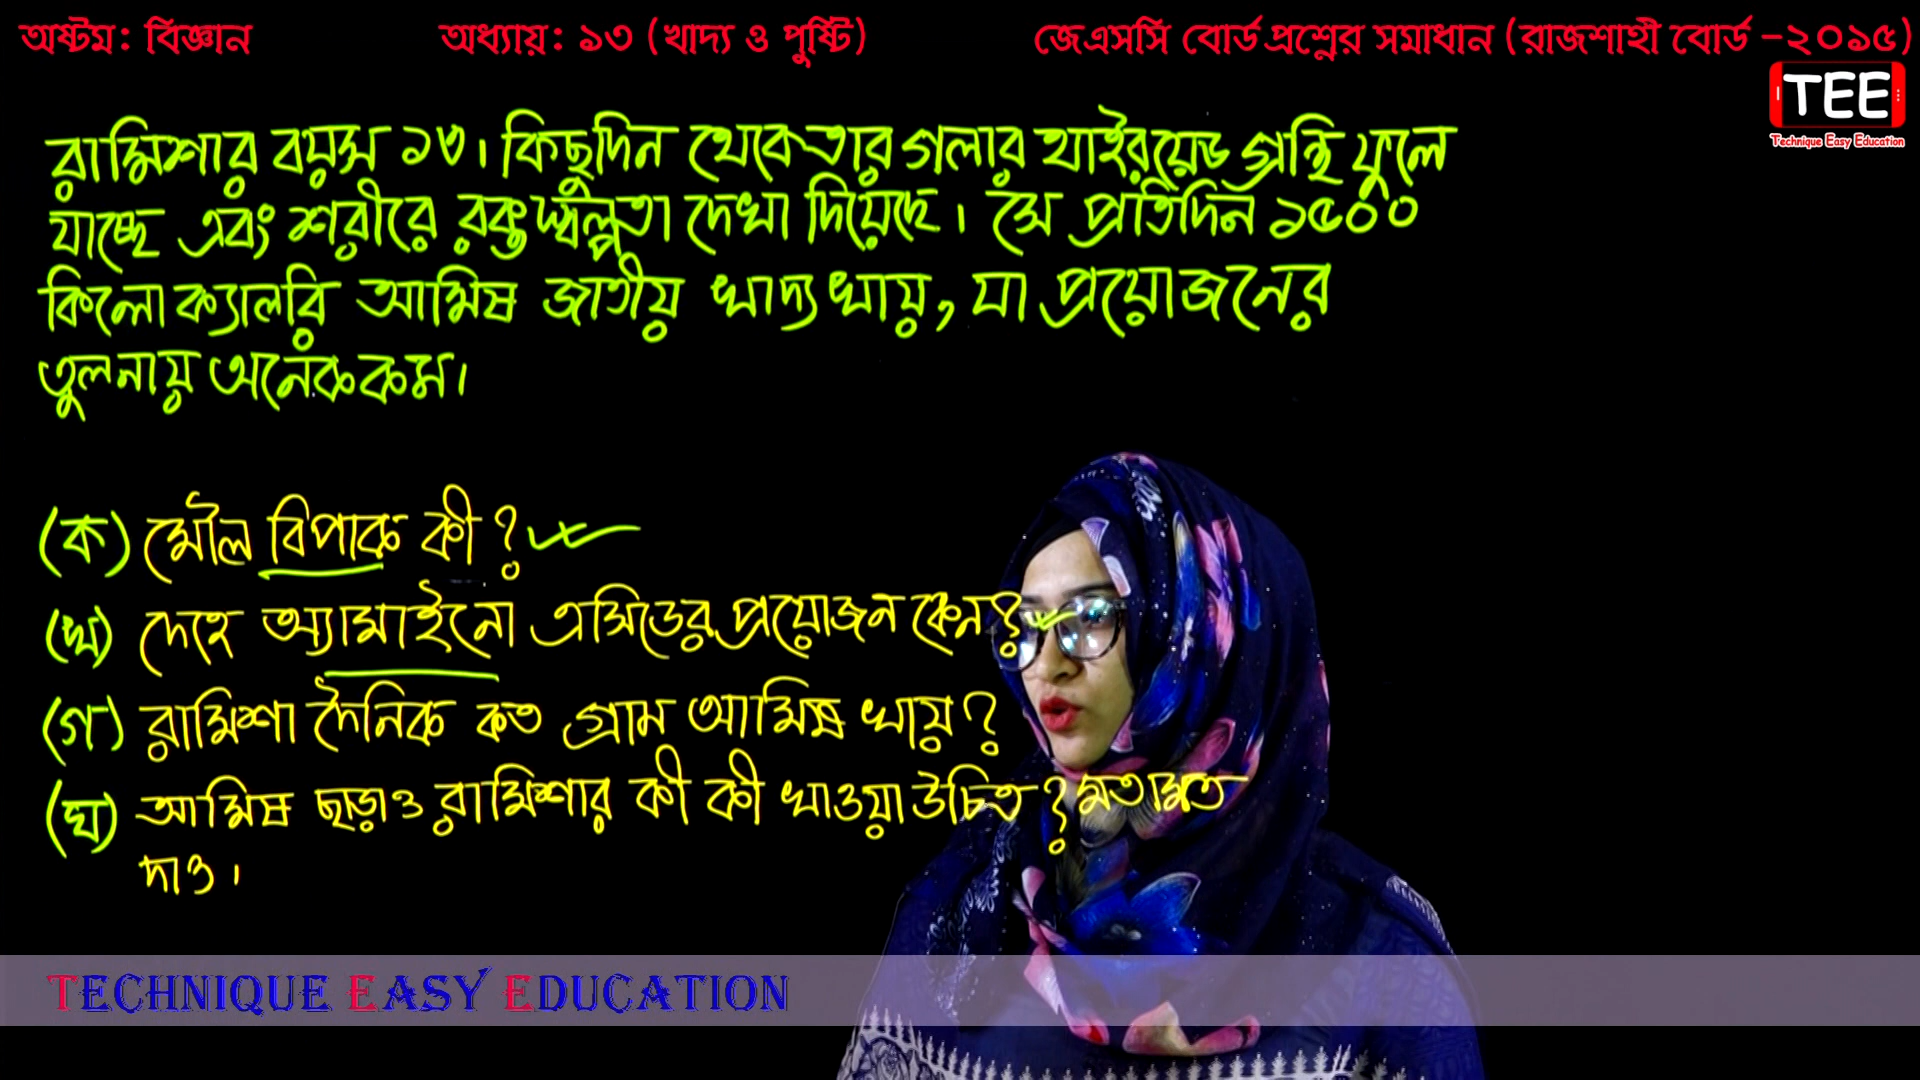 অষ্টম: বিজ্ঞান
অধ্যায়: ১৩ (খাদ্য ও পুষ্টি)
জেএসসি বোর্ড প্রশ্নের সমাধান (রাজশাহী বোর্ড -২০১৫)
TEE
Technique Easy Education
রামিশার বয়স ১৩। কিছুদিন থেকে তার গলার থাইরয়েড গ্রন্থি ফুলে
যাচ্ছে এবং শরীরে রক্ত স্বল্পতা দেখা দিয়েছে। সে প্রতিদিন ১৫০০
কিলো ক্যালরি আমিষ জাতীয় খাদ্য খায়, যা প্রয়োজনের
তুলনায় অনেক কম।
(ক) মৌল বিপাক কী?
(খ) দেহে অ্যামাইনো এসিডের প্রয়োজন কেন?
(গ) রামিশা দৈনিক কত গ্রাম আমিষ খায়?
(ঘ) আমিষ ছাড়াও রামিশার কী কী খাওয়া উচিত? মতামত
দাও।
TECHNIQUE EASY EDUCATION